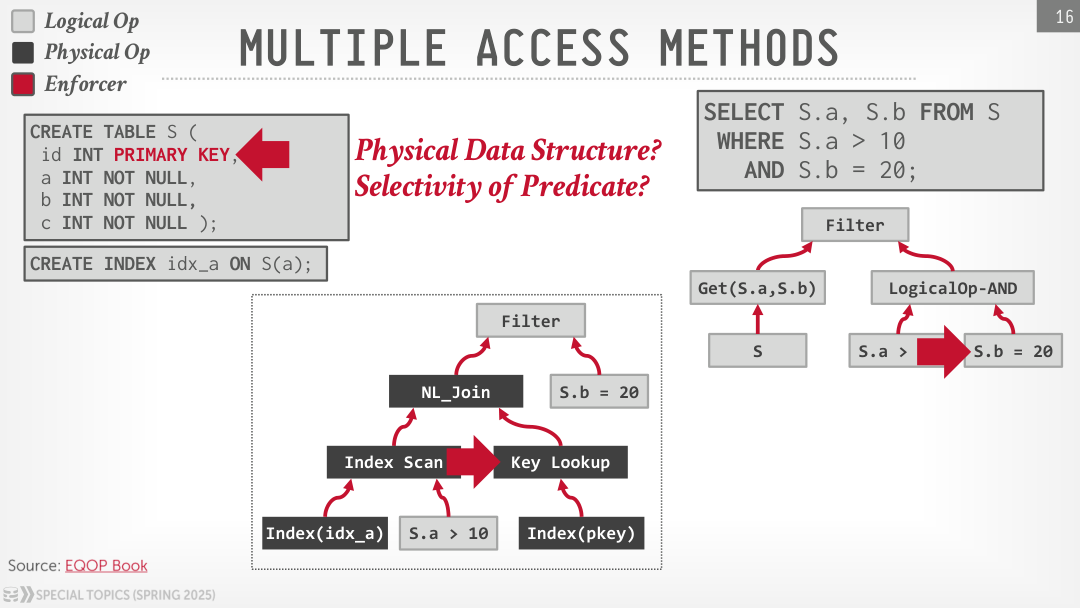 Logical Op
Physical Op
Enforcer
MULTIPLE ACCESS METHODS
16
CREATE TABLE S (
id INT PRIMARY KEY,
a INT NOT NULL,
b INT NOT NULL,
c INT NOT NULL );
CREATE INDEX idx_a ON S(a);
Physical Data Structure?
Selectivity of Predicate?
SELECT S.a, S.b FROM S
WHERE S.a > 10
AND S.b = 20;
Filter
Get(S.a,S.b)
LogicalOp-AND
S
S.a >
S.b = 20
Filter
NL_Join
S.b = 20
Index Scan
Key Lookup
Index(idx_a)
S.a > 10
Index(pkey)
Source: EQOP Book
SPECIAL TOPICS (SPRING 2025)